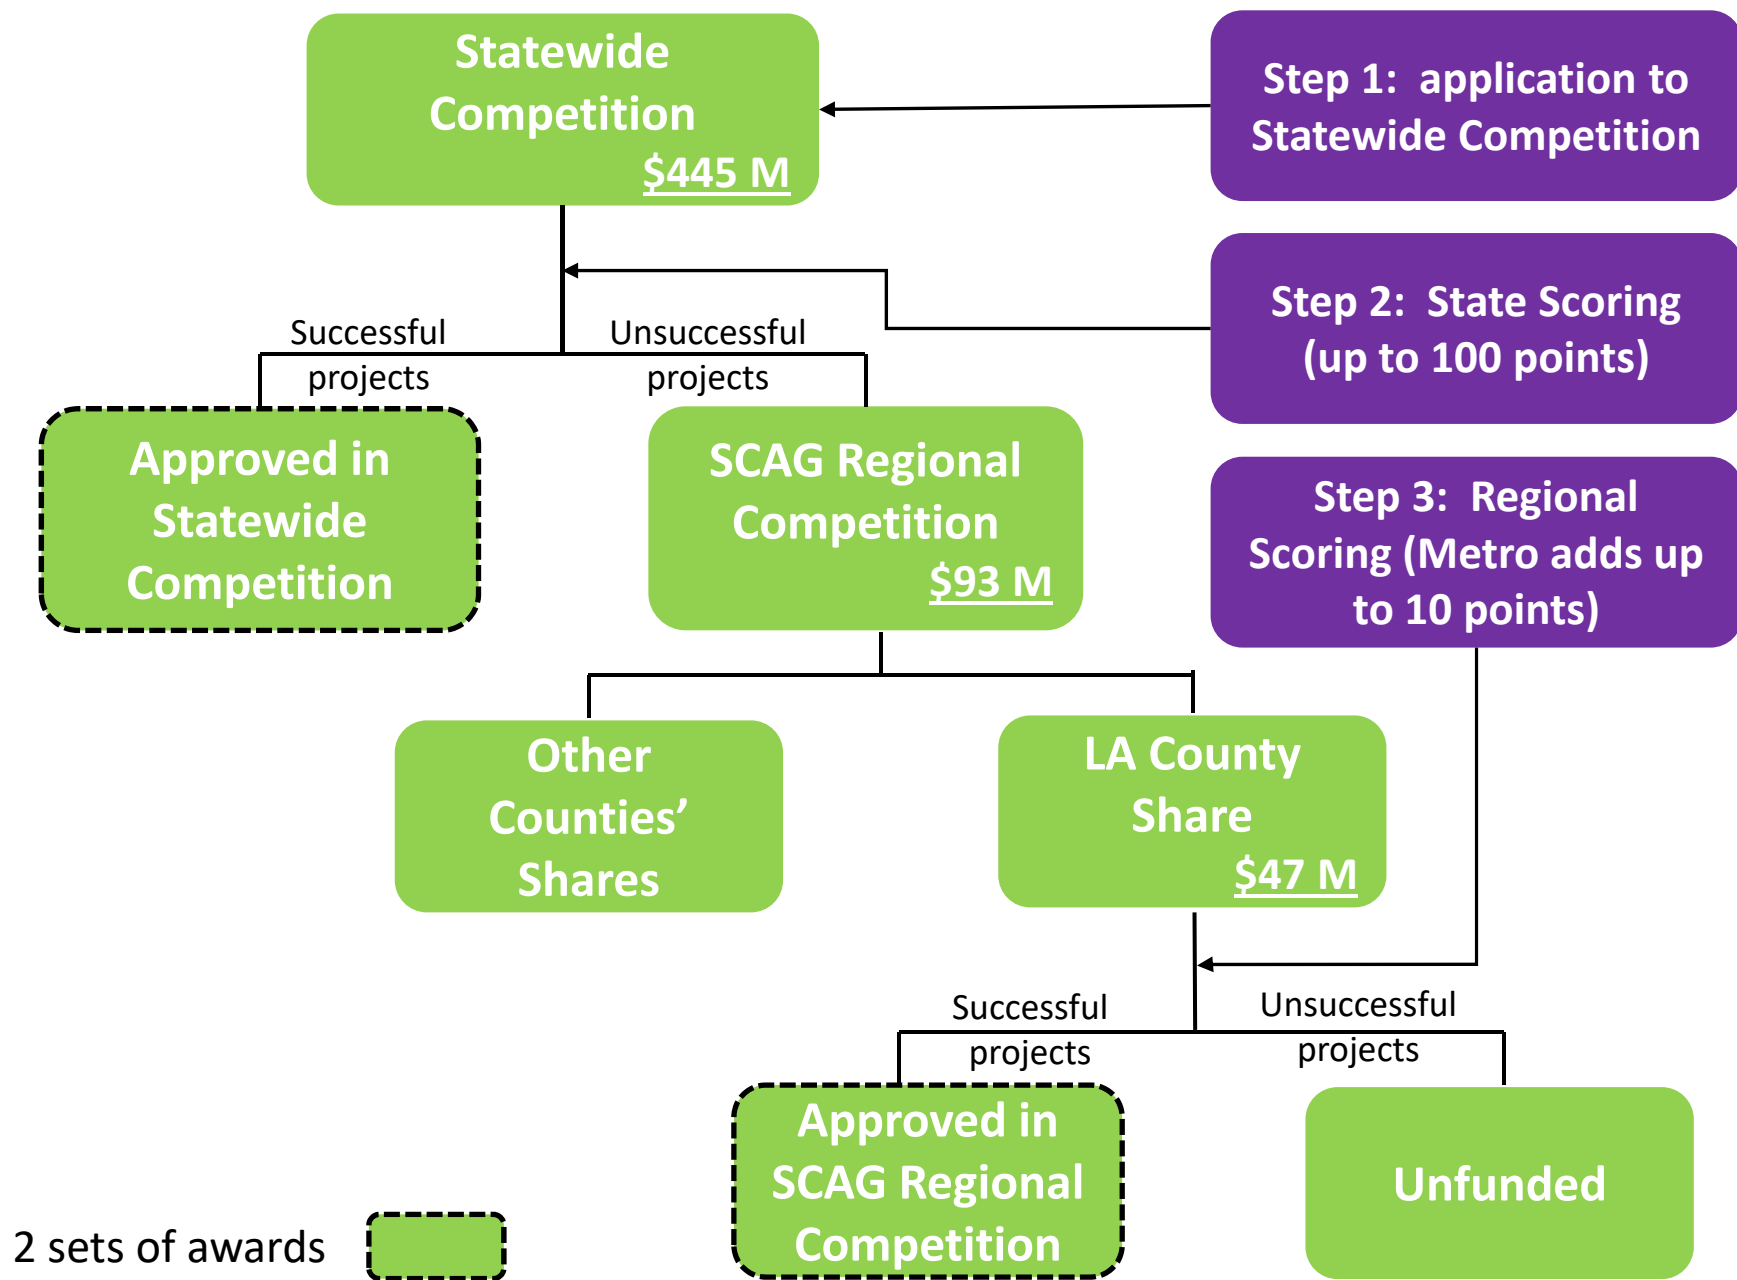 Statewide
Competition
$445 M
Step 1:  application to
Statewide Competition
Step 2:  State Scoring
(up to 100 points)
Successful
projects
Unsuccessful
projects
Approved in
Statewide
Competition
SCAG Regional
Competition
$93 M
Step 3:  Regional
Scoring (Metro adds up
to 10 points)
Other
Counties’
Shares
LA County
Share
$47 M
Successful
projects
Unsuccessful
projects
Approved in
SCAG Regional
Competition
Unfunded
2 sets of awards